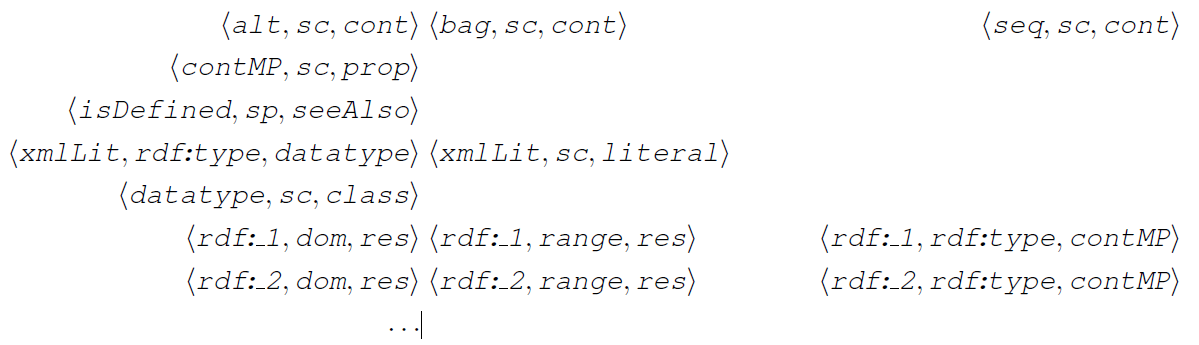 ⟨alt, sc, cont⟩ ⟨bag, sc, cont⟩ ⟨seq, sc, cont⟩
⟨contMP, sc, prop⟩
⟨isDefined, sp, seeAlso⟩
⟨xmlLit, rdf:type, datatype⟩ ⟨xmlLit, sc, literal⟩
⟨datatype, sc, class⟩
⟨rdf:_1, dom, res⟩ ⟨rdf:_1, range, res⟩ ⟨rdf:_1, rdf:type, contMP⟩
⟨rdf:_2, dom, res⟩ ⟨rdf:_2, range, res⟩ ⟨rdf:_2, rdf:type, contMP⟩
...